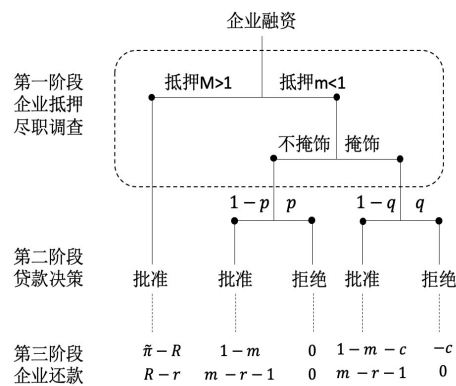 企业融资
第一阶段
企业抵押
尽职调查
抵押M>1 抵押m<1
不掩饰 掩饰
1−p p 1−q q
第二阶段
贷款决策
批准 批准 拒绝 批准 拒绝
第三阶段
企业还款
π̃ − R 1 − m 0 1 − m − c −c
R − r m − r − 1 0 m − r − 1 0